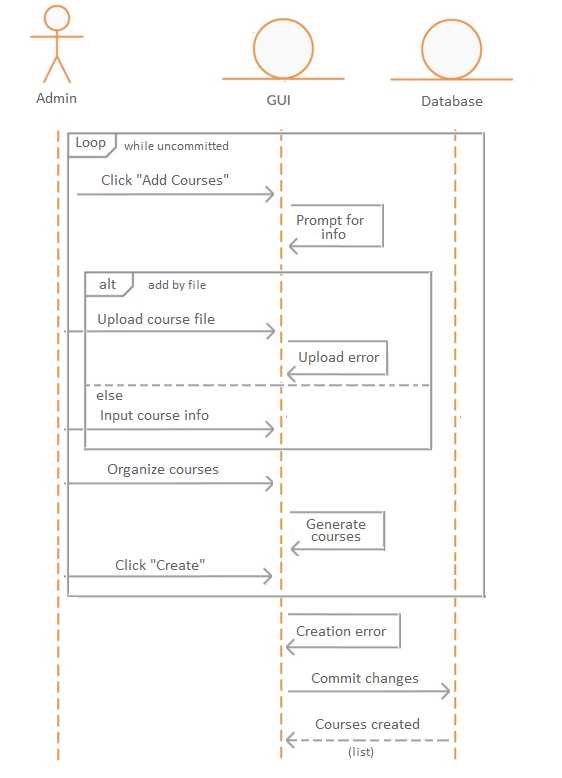 Admin
GUI
Database
Loop
while uncommitted
Click "Add Courses"
Prompt for
info
alt
add by file
Upload course file
Upload error
else
Input course info
Organize courses
Generate
courses
Click "Create"
Creation error
Commit changes
Courses created
(list)